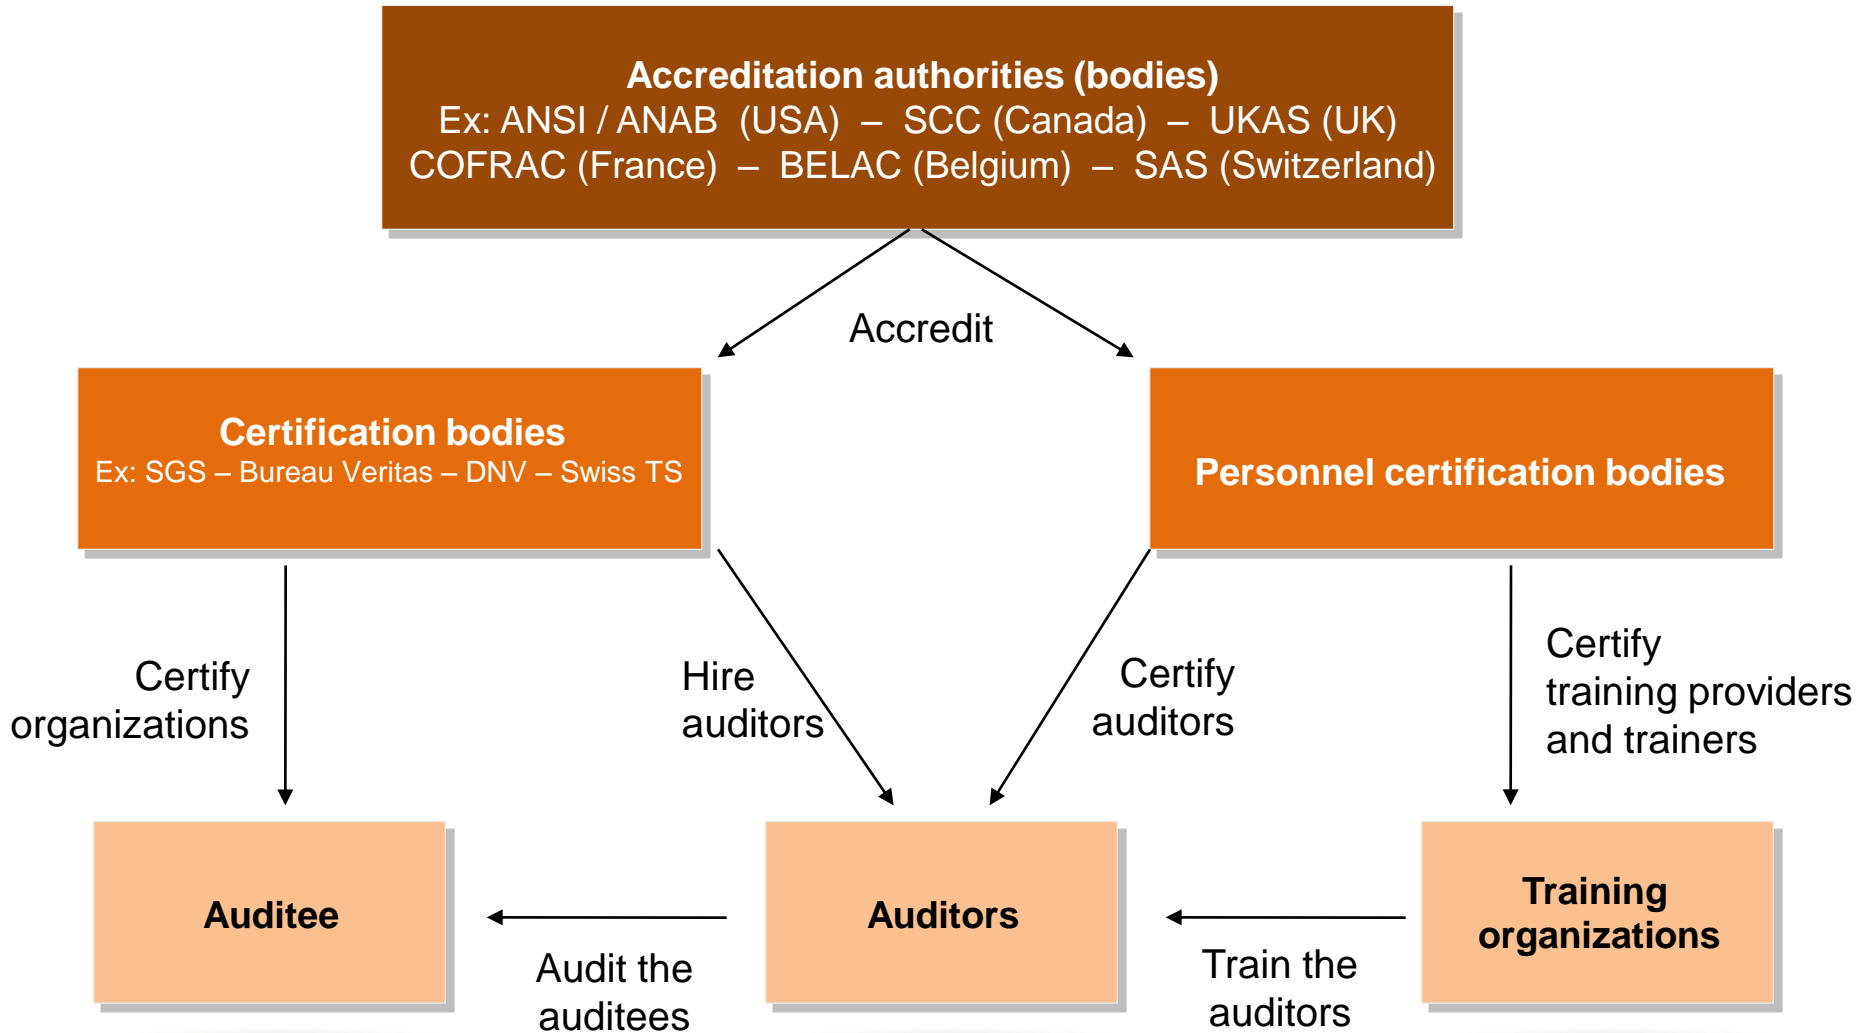 Accreditation authorities (bodies)
Ex: ANSI / ANAB (USA) – SCC (Canada) – UKAS (UK)
COFRAC (France) – BELAC (Belgium) – SAS (Switzerland)
Accredit
Certification bodies
Ex: SGS – Bureau Veritas – DNV – Swiss TS
Personnel certification bodies
Certify
organizations
Hire
auditors
Certify
auditors
Certify
training providers
and trainers
Auditee
Audit the
auditees
Auditors
Train the
auditors
Training
organizations